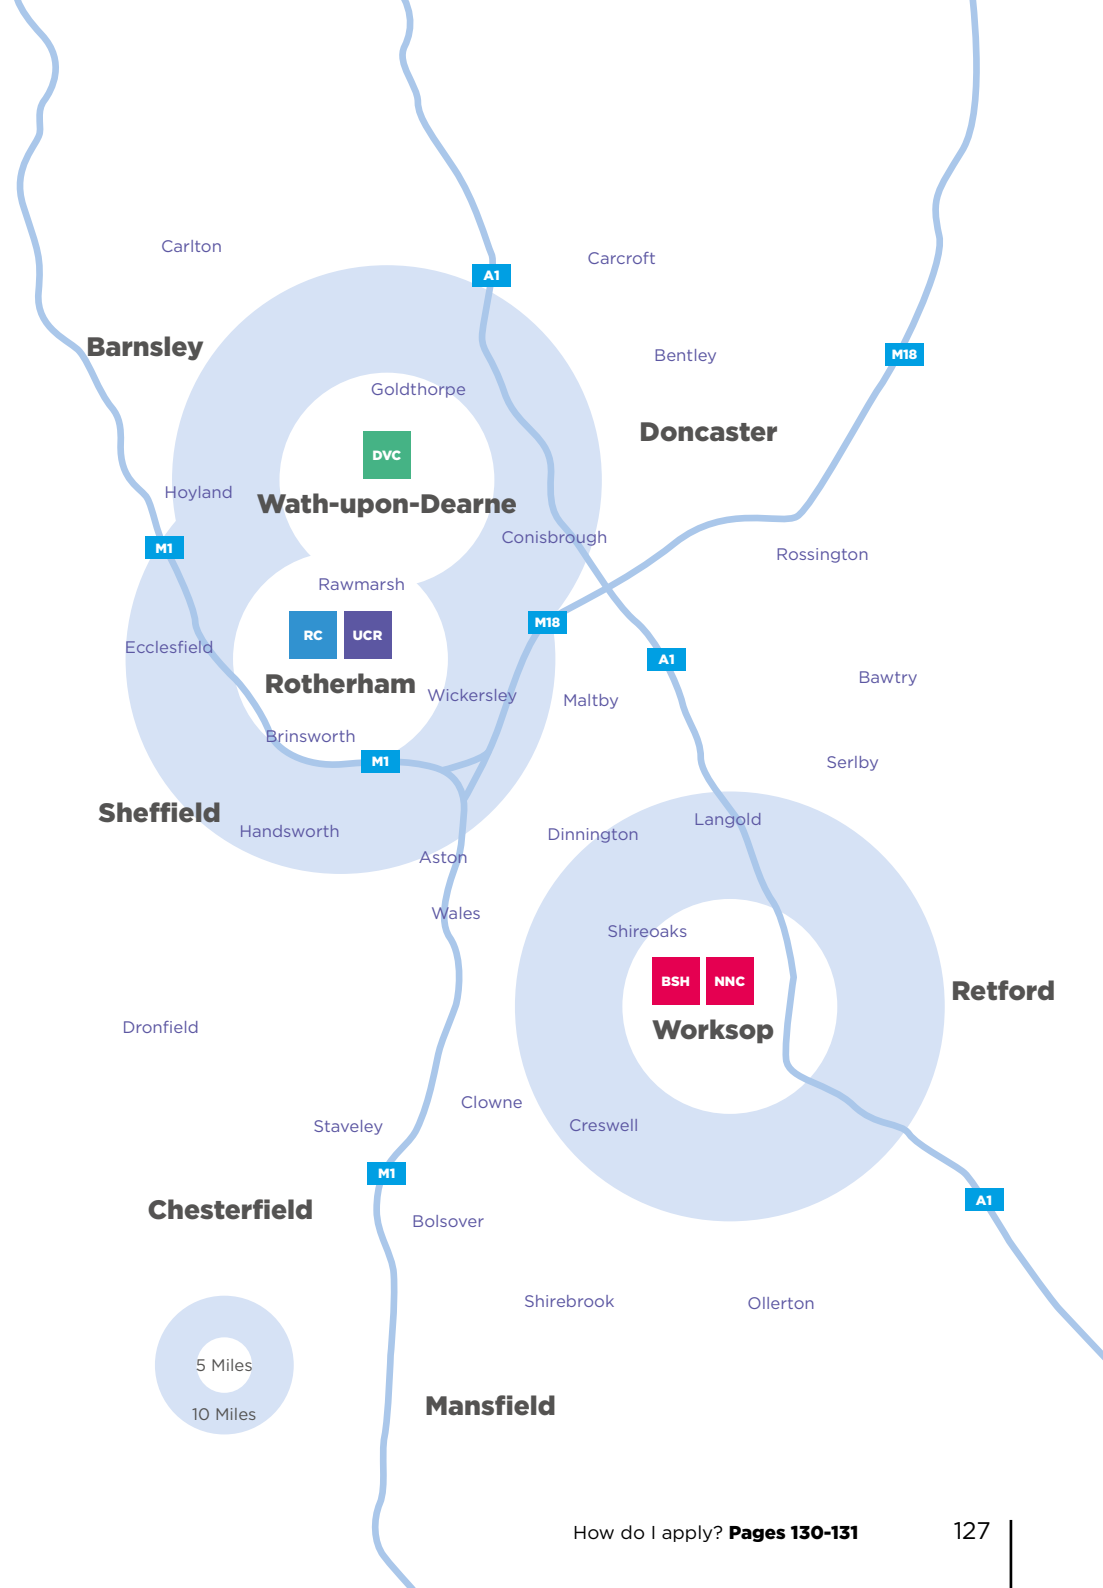 Carlton
Carcroft
A1
Barnsley
Bentley
M18
Goldthorpe
Doncaster
DVC
Hoyland
Wath-upon-Dearne
Conisbrough
M1
Rossington
Rawmarsh
M18
RC
UCR
Ecclesfield
A1
Rotherham
Bawtry
Wickersley
Maltby
Brinsworth
M1
Serlby
Sheffield
Langold
Handsworth
Dinnington
Aston
Wales
Shireoaks
BSH
NNC
Retford
Dronfield
Worksop
Clowne
Staveley
Creswell
M1
A1
Chesterfield
Bolsover
Shirebrook
Ollerton
5 Miles
10 Miles
Mansfield
How do I apply? Pages 130-131
127